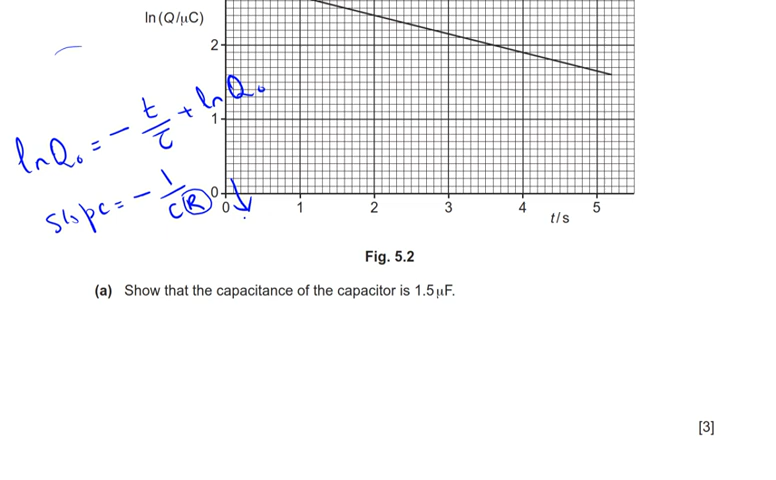 ln (Q/μC)
2
1
0
0 1 2 3 4 5
t/s
ln Q₀ = - t/τ + ln Q₀
slope = - 1/CR
Fig. 5.2
(a) Show that the capacitance of the capacitor is 1.5 μF.
[3]